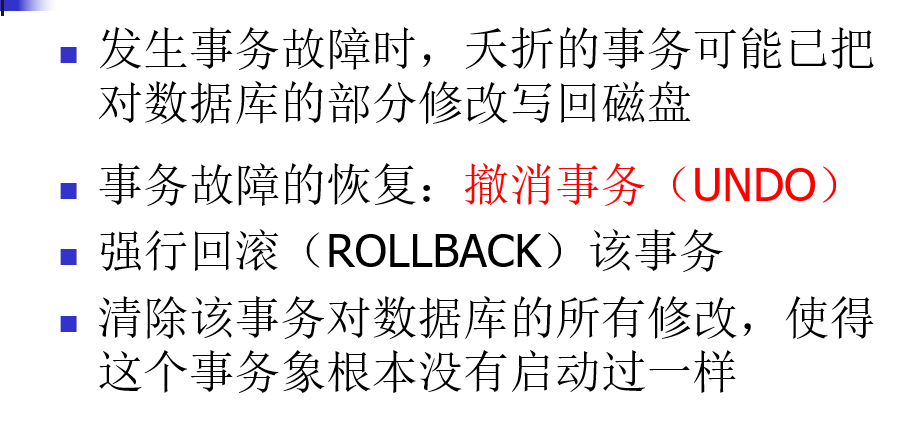 发生事务故障时，夭折的事务可能已把
对数据库的部分修改写回磁盘
事务故障的恢复：撤消事务（UNDO）
强行回滚（ROLLBACK）该事务
清除该事务对数据库的所有修改，使得
这个事务象根本没有启动过一样